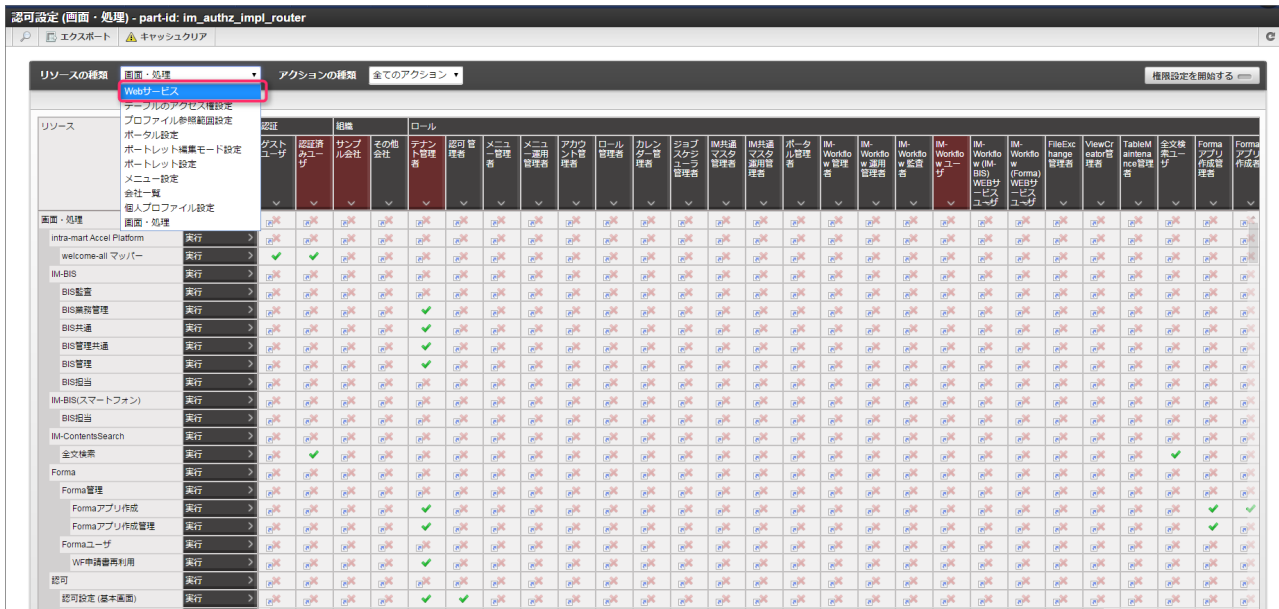 認可設定 (画面・処理) - part-id: im_authz_impl_router
エクスポート キャッシュクリア
リソースの種類 画面・処理 アクションの種類 全てのアクション 権限設定を開始する
Webサービス
テーブルのアクセス権設定
プロファイル参照範囲設定
ポータル設定
ポートレット編集モード設定
ポートレット設定
メニュー設定
会社一覧
個人プロファイル設定
画面・処理
リソース 認証 組織 ロール
ゲストユーザ
認証済みユーザ
サンプル会社
その他会社
テナント管理者
認可管理者
メニュー管理者
メニュー運用管理者
アカウント管理者
ロール管理者
カレンダー管理者
ジョブスケジューラ管理者
IM共通マスタ管理者
IM共通マスタ運用管理者
ポータル管理者
IM-Workflow管理者
IM-Workflow運用管理者
IM-Workflow監査者
IM-Workflowユーザ
IM-Workflow (IM-BIS) WEBサービスユーザ
IM-Workflow (Forma) WEBサービスユーザ
FileExchange管理者
ViewCreator管理者
TableMaintenance管理者
全文検索ユーザ
Formaアプリ作成管理者
Formaアプリ作成者
画面・処理
intra-mart Accel Platform 実行
welcome-all マッパー 実行
IM-BIS 実行
BIS監査 実行
BIS業務管理 実行
BIS共通 実行
BIS管理共通 実行
BIS管理 実行
BIS担当 実行
IM-BIS(スマートフォン) 実行
BIS担当 実行
IM-ContentsSearch 実行
全文検索 実行
Forma 実行
Forma管理 実行
Formaアプリ作成 実行
Formaアプリ作成管理 実行
Formaユーザ 実行
WF申請書再利用 実行
認可 実行
認可設定 (基本画面) 実行